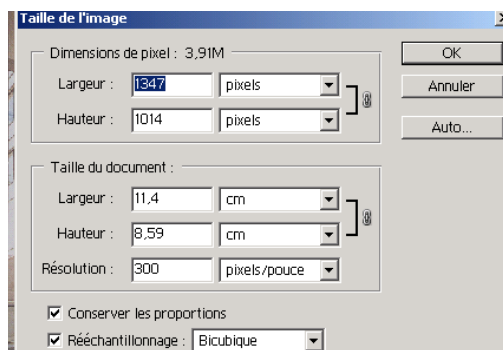 Taille de l'image
Dimensions de pixel : 3,91M
OK
Largeur : 1347 pixels
Annuler
Hauteur : 1014 pixels
Auto...
Taille du document :
Largeur : 11,4 cm
Hauteur : 8,59 cm
Résolution : 300 pixels/pouce
Conserver les proportions
Rééchantillonnage : Bicubique